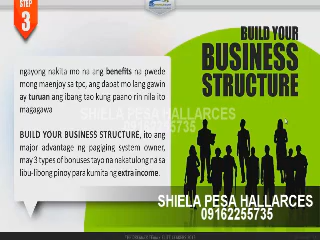 STEP
3
BUILD YOUR
BUSINESS
STRUCTURE
ngayong nakita mo na ang benefits na pwede
mong maenjoy sa tpc, ang dapat mo lang gawin
ay turuan ang ibang tao kung paano rin nila ito
magagawa
SHIELA PESA HALLARCES
09162255735
BUILD YOUR BUSINESS STRUCTURE, ito ang
major advantage ng pagiging system owner,
may 3 types of bonuses tayo na nakatulong na sa
libu-libong pinoy para kumita ng extra income.
SHIELA PESA HALLARCES
09162255735